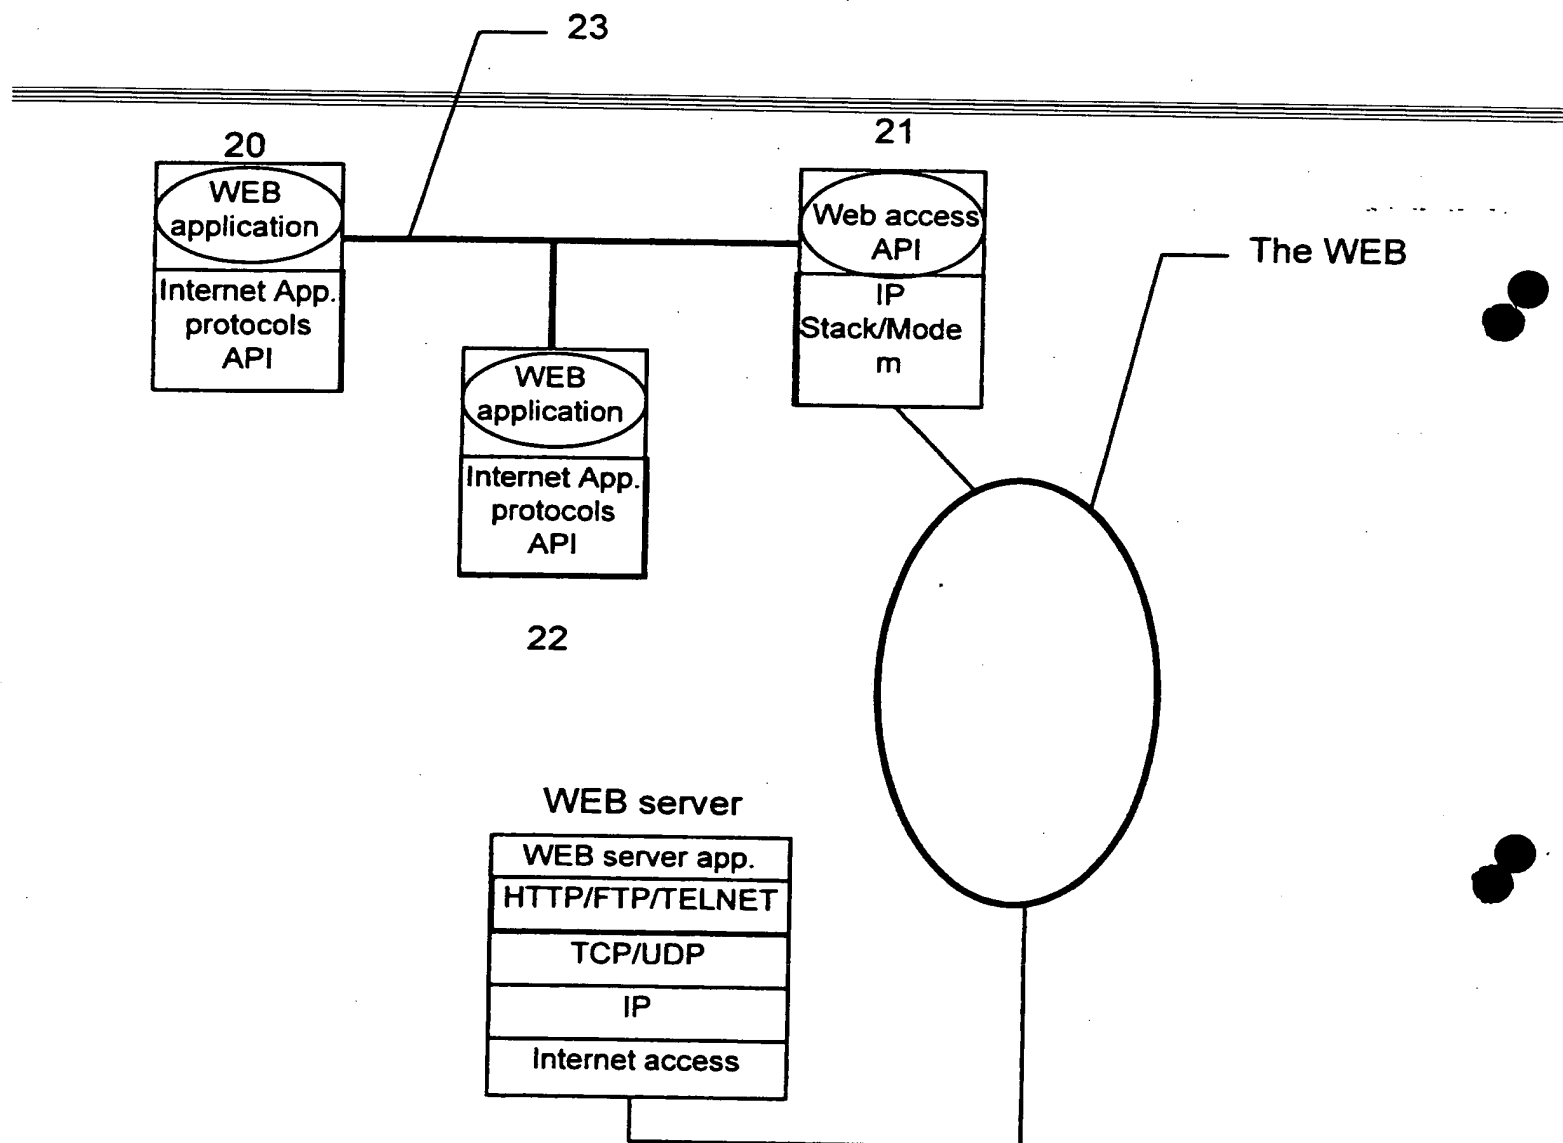 23
20
WEB
application
Internet App.
protocols
API
21
Web access
API
IP
Stack/Mode
m
The WEB
WEB
application
Internet App.
protocols
API
22
WEB server
WEB server app.
HTTP/FTP/TELNET
TCP/UDP
IP
Internet access